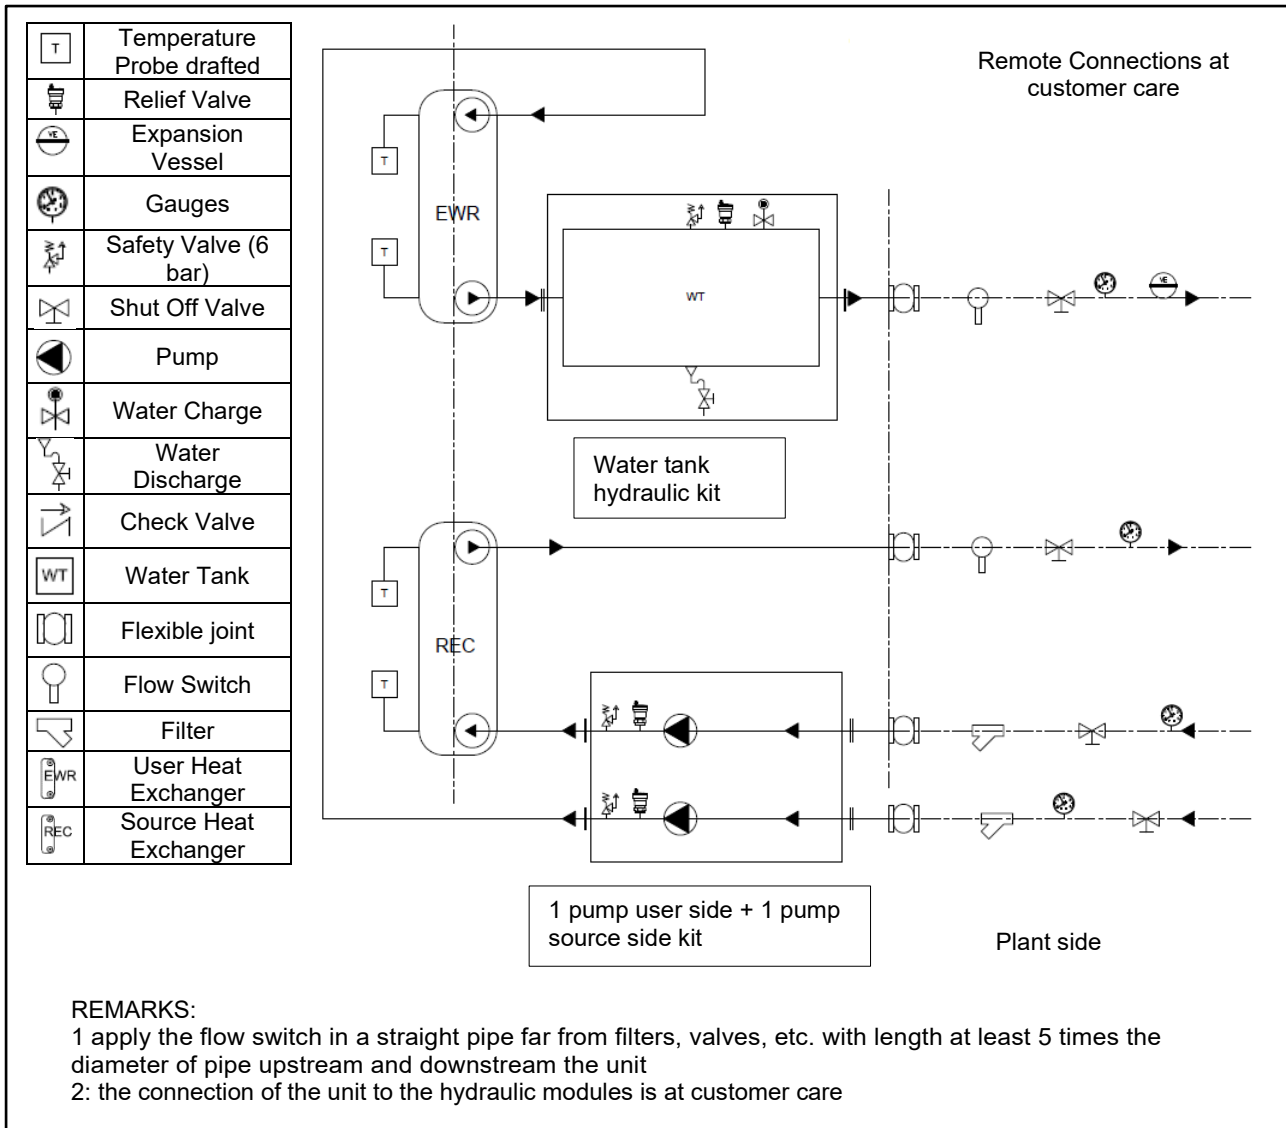 T
Temperature
Probe drafted
Relief Valve
VE
Expansion
Vessel
Gauges
Safety Valve (6
bar)
Shut Off Valve
Pump
Water Charge
Water
Discharge
Check Valve
WT
Water Tank
Flexible joint
Flow Switch
Filter
EWR
User Heat
Exchanger
REC
Source Heat
Exchanger
Remote Connections at
customer care
T
EWR
T
WT
VE
Water tank
hydraulic kit
T
REC
T
1 pump user side + 1 pump
source side kit
Plant side
REMARKS:
1 apply the flow switch in a straight pipe far from filters, valves, etc. with length at least 5 times the
diameter of pipe upstream and downstream the unit
2: the connection of the unit to the hydraulic modules is at customer care